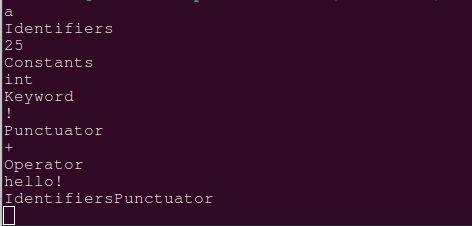 a
Identifiers
25
Constants
int
Keyword
!
Punctuator
+
Operator
hello!
IdentifiersPunctuator